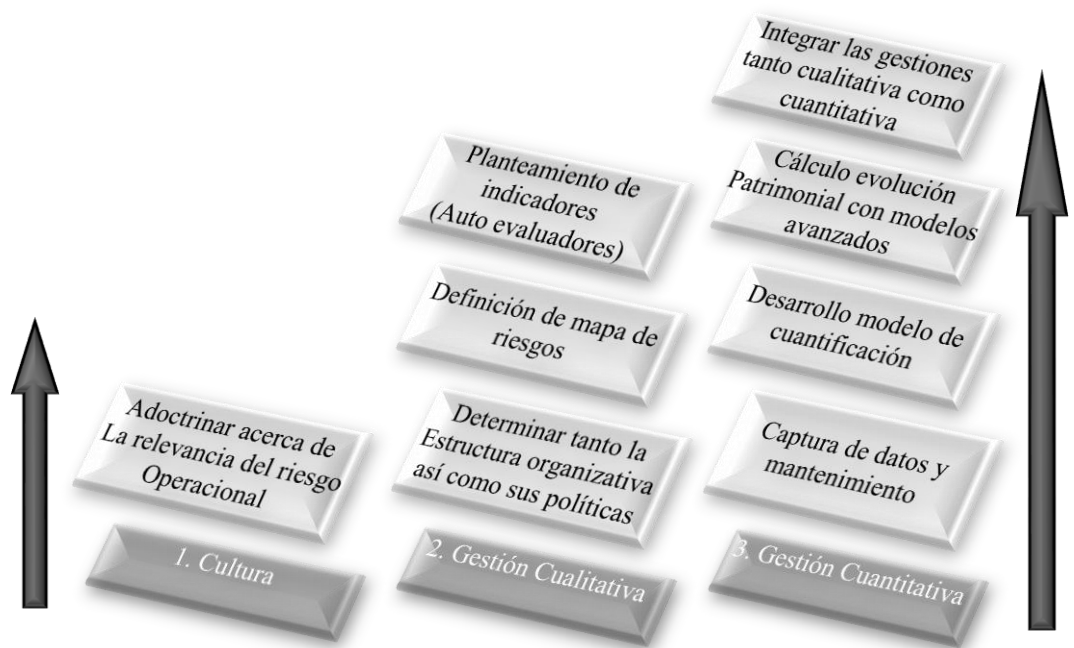 Adoctrinar acerca de
La relevancia del riesgo
Operacional
1. Cultura
Planteamiento de
indicadores
(Auto evaluadores)
Definición de mapa de
riesgos
Determinar tanto la
Estructura organizativa
así como sus políticas
2. Gestión Cualitativa
Integrar las gestiones
tanto cualitativa como
cuantitativa
Cálculo evolución
Patrimonial con modelos
avanzados
Desarrollo modelo de
cuantificación
Captura de datos y
mantenimiento
3. Gestión Cuantitativa